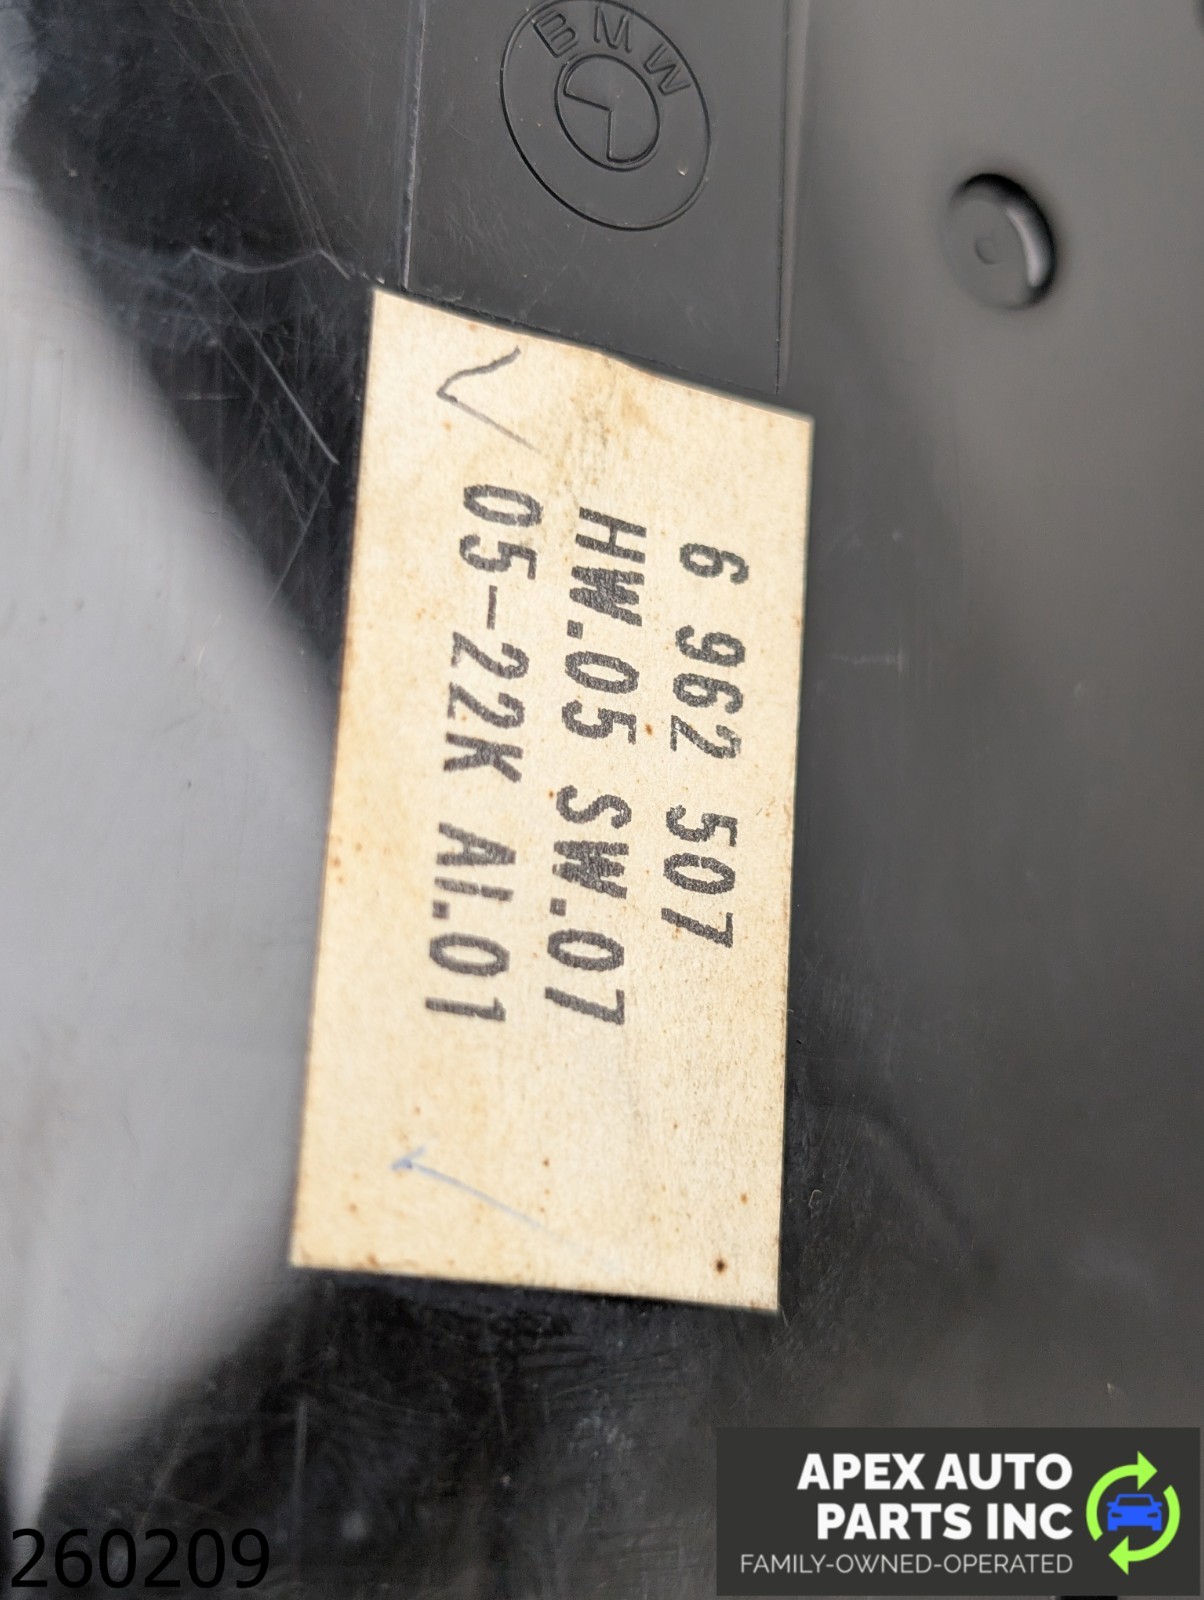 BMW
6 962 507
HW.05 SW.07
05-22K AI.01
260209
APEX AUTO
PARTS INC
FAMILY-OWNED-OPERATED